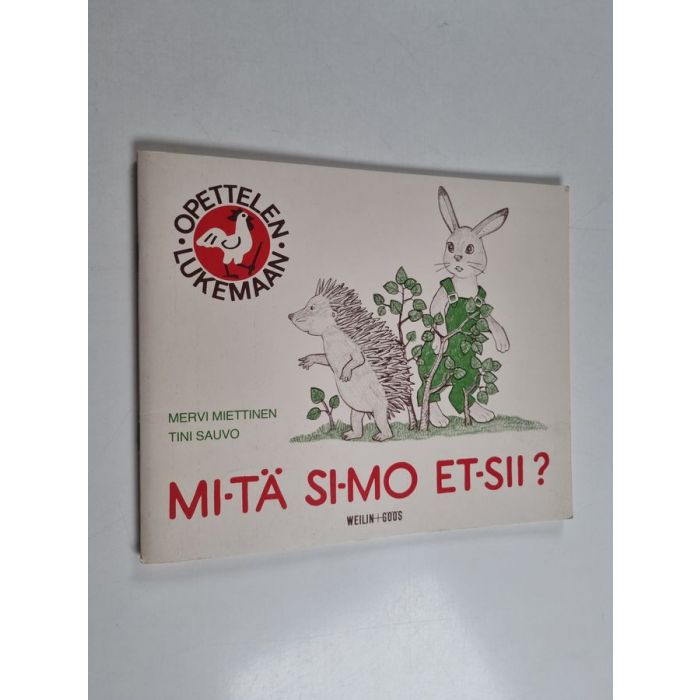 OPETTELEN
LUKEMAAN
MERVI MIETTINEN
TINI SAUVO
MI-TÄ SI-MO ET-SII?
WEILIN+GÖÖS